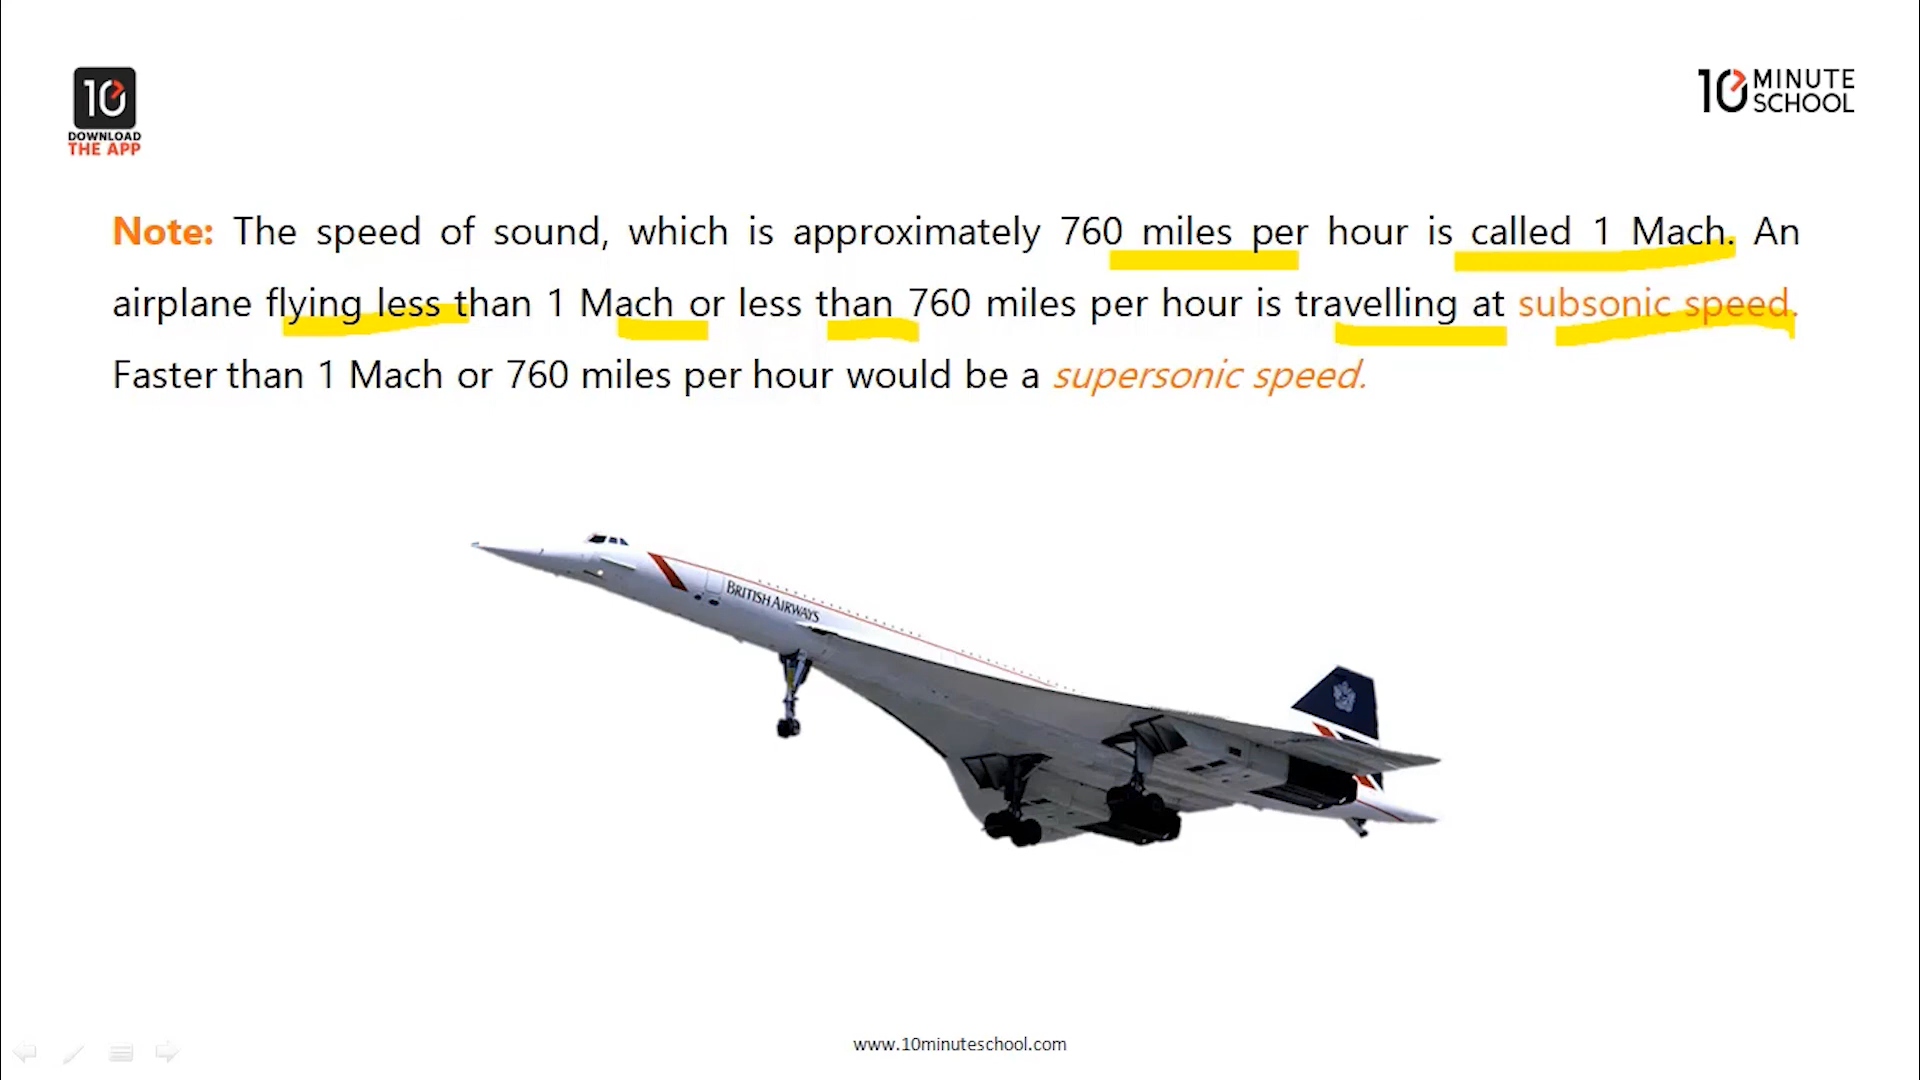 10
DOWNLOAD
THE APP
10 MINUTE
SCHOOL
Note: The speed of sound, which is approximately 760 miles per hour is called 1 Mach. An
airplane flying less than 1 Mach or less than 760 miles per hour is travelling at subsonic speed.
Faster than 1 Mach or 760 miles per hour would be a supersonic speed.
BRITISH AIRWAYS
www.10minuteschool.com